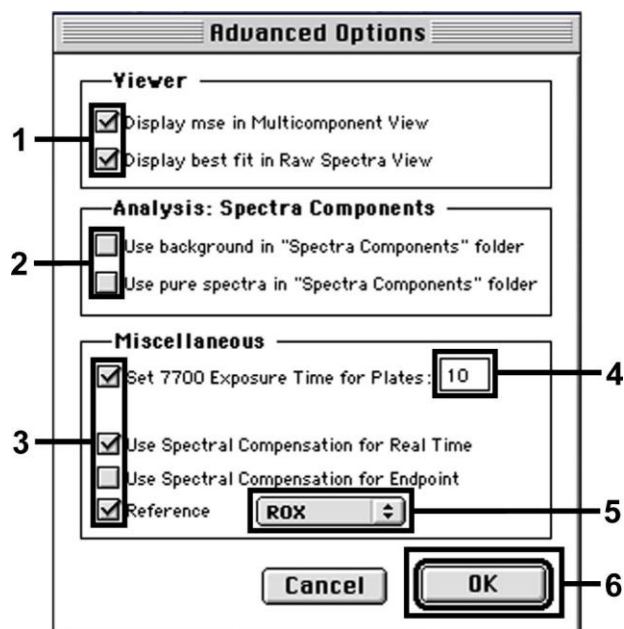 Advanced Options
Viewer
1
Display mse in Multicomponent View
Display best fit in Raw Spectra View
Analysis: Spectra Components
2
Use background in "Spectra Components" folder
Use pure spectra in "Spectra Components" folder
Miscellaneous
Set 7700 Exposure Time for Plates: 10 4
3
Use Spectral Compensation for Real Time
Use Spectral Compensation for Endpoint
Reference ROX 5
Cancel OK 6